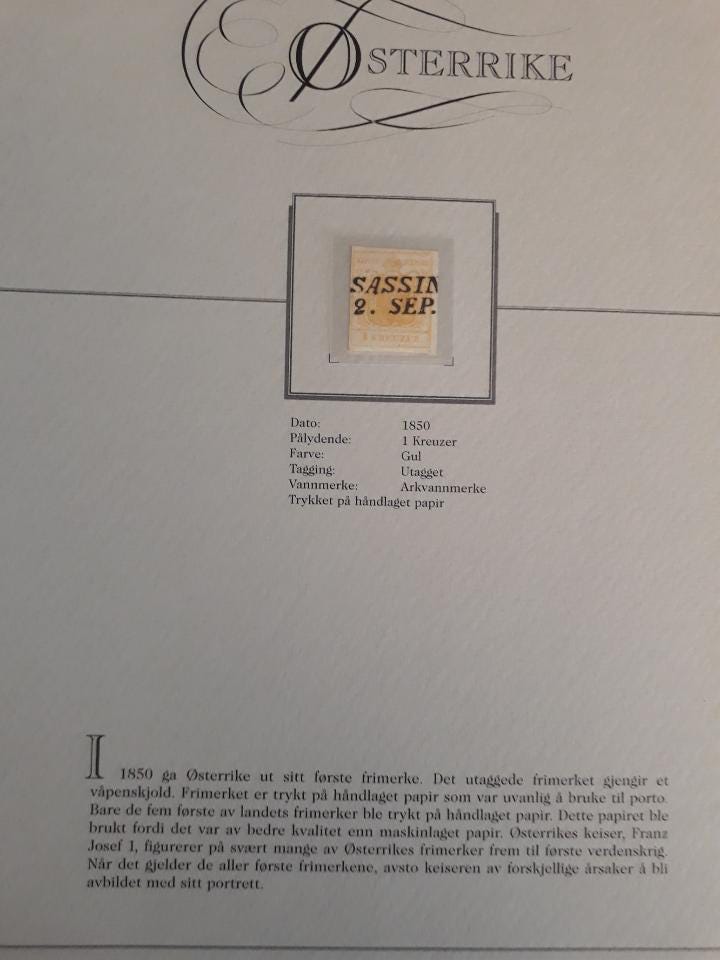 ØSTERRIKE
SASSIN
2. SEP.
1 KREUZER
Dato: 1850
Pålydende: 1 Kreuzer
Farve: Gul
Tagging: Utagget
Vannmerke: Arkvannmerke
Trykket på håndlaget papir
I 1850 ga Østerrike ut sitt første frimerke. Det utaggede frimerket gjengir et
våpenskjold. Frimerket er trykt på håndlaget papir som var uvanlig å bruke til porto.
Bare de fem første av landets frimerker ble trykt på håndlaget papir. Dette papiret ble
brukt fordi det var av bedre kvalitet enn maskinlaget papir. Østerrikes keiser, Franz
Josef I, figurerer på svært mange av Østerrikes frimerker frem til første verdenskrig.
Når det gjelder de aller første frimerkene, avsto keiseren av forskjellige årsaker å bli
avbildet med sitt portrett.